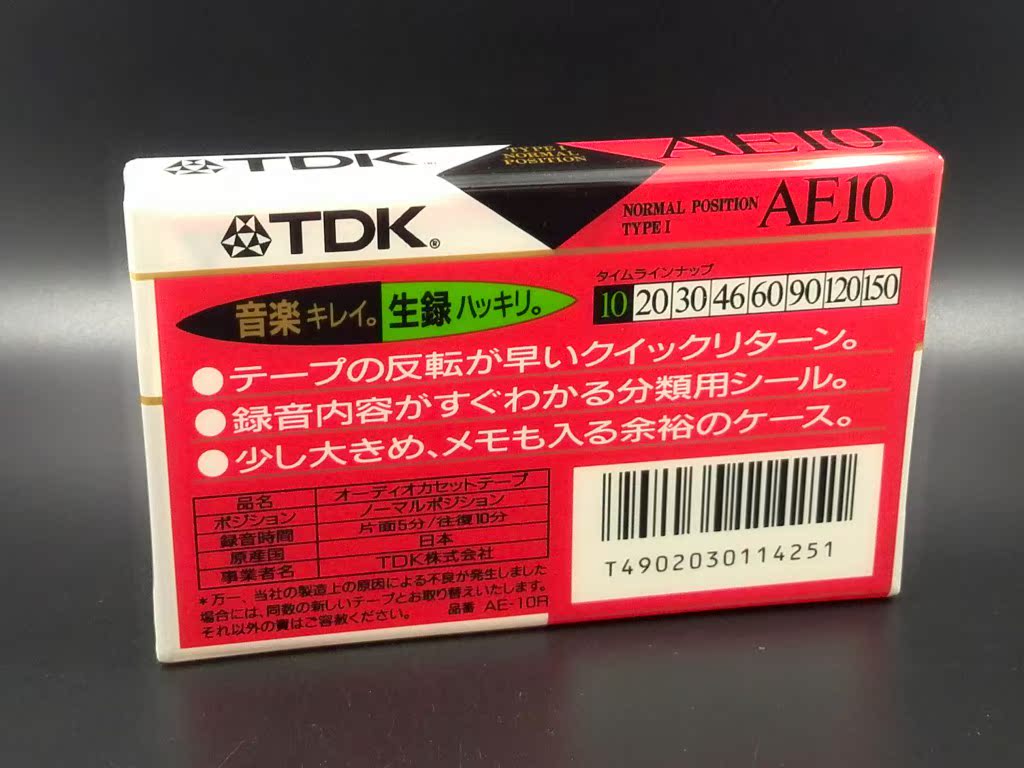 TDK
TYPE I
NORMAL
POSITION
AE10
TDK®
NORMAL POSITION
TYPE I
AE10
タイムラインナップ
10 20 30 46 60 90 120 150
音楽キレイ。生録ハッキリ。
●テープの反転が早いクイックリターン。
●録音内容がすぐわかる分類用シール。
●少し大きめ、メモも入る余裕のケース。
品名 オーディオカセットテープ
ポジション ノーマルポジション
録音時間 片面5分/往復10分
原産国 日本
事業者名 TDK株式会社
*万一、当社の製造上の原因による不良が発生しました
場合には、同数の新しいテープとお取り替えいたします。
それ以外の責はご容赦ください。 品番 AE-10R
T4902030114251